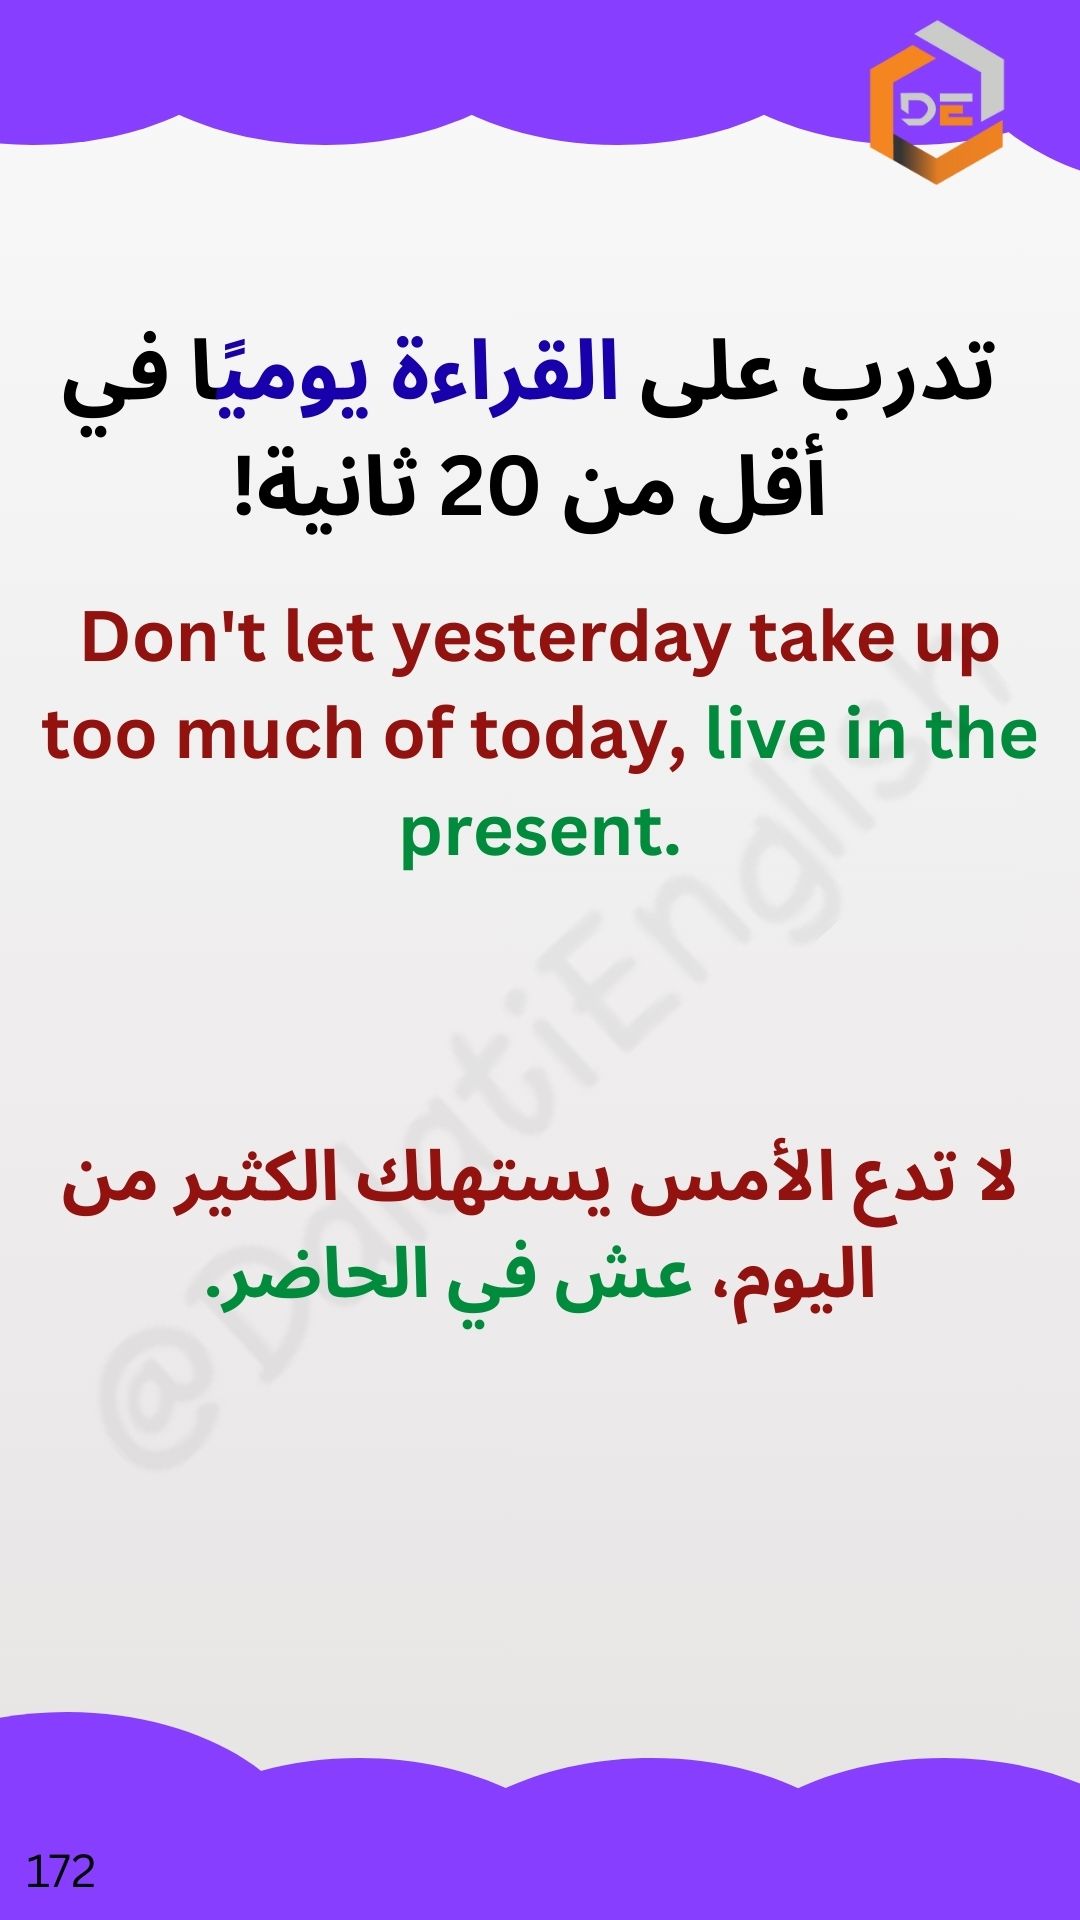 DE
تدرب على القراءة يوميًا في
أقل من 20 ثانية!
Don't let yesterday take up
too much of today, live in the
present.
لا تدع الأمس يستهلك الكثير من
اليوم، عش في الحاضر.
@DalatiEnglish
172